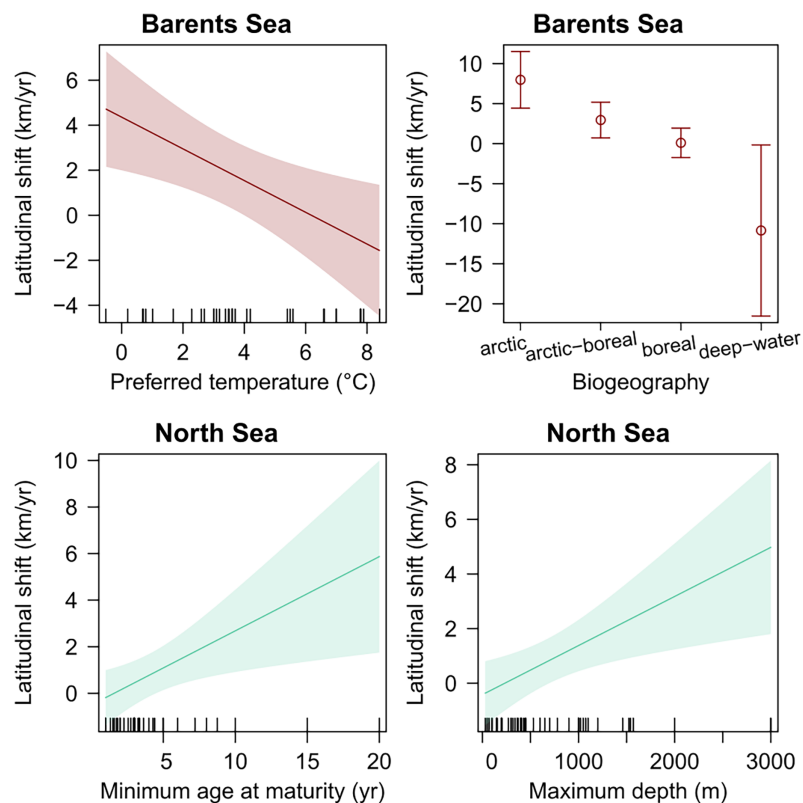 Barents Sea
Latitudinal shift (km/yr)
6
4
2
0
−2
−4
0
2
4
6
8
Preferred temperature (°C)
Barents Sea
Latitudinal shift (km/yr)
10
5
0
−5
−10
−15
−20
arctic
arctic−boreal
boreal
deep−water
Biogeography
North Sea
Latitudinal shift (km/yr)
10
8
6
4
2
0
5
10
15
20
Minimum age at maturity (yr)
North Sea
Latitudinal shift (km/yr)
8
6
4
2
0
0
1000
2000
3000
Maximum depth (m)